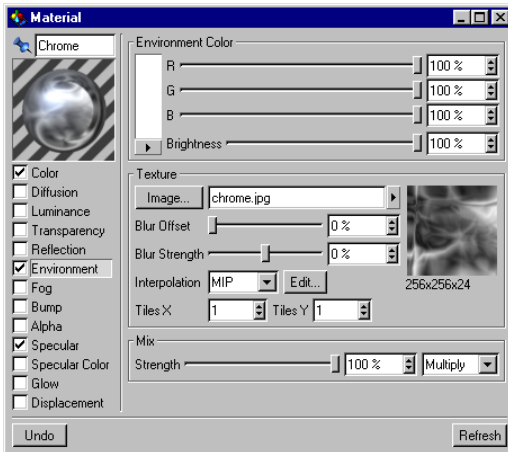 Material
Chrome
Color
Diffusion
Luminance
Transparency
Reflection
Environment
Fog
Bump
Alpha
Specular
Specular Color
Glow
Displacement
Environment Color
R 100 %
G 100 %
B 100 %
Brightness 100 %
Texture
Image... chrome.jpg
Blur Offset 0 %
Blur Strength 0 %
Interpolation MIP Edit... 256x256x24
Tiles X 1 Tiles Y 1
Mix
Strength 100 % Multiply
Undo Refresh